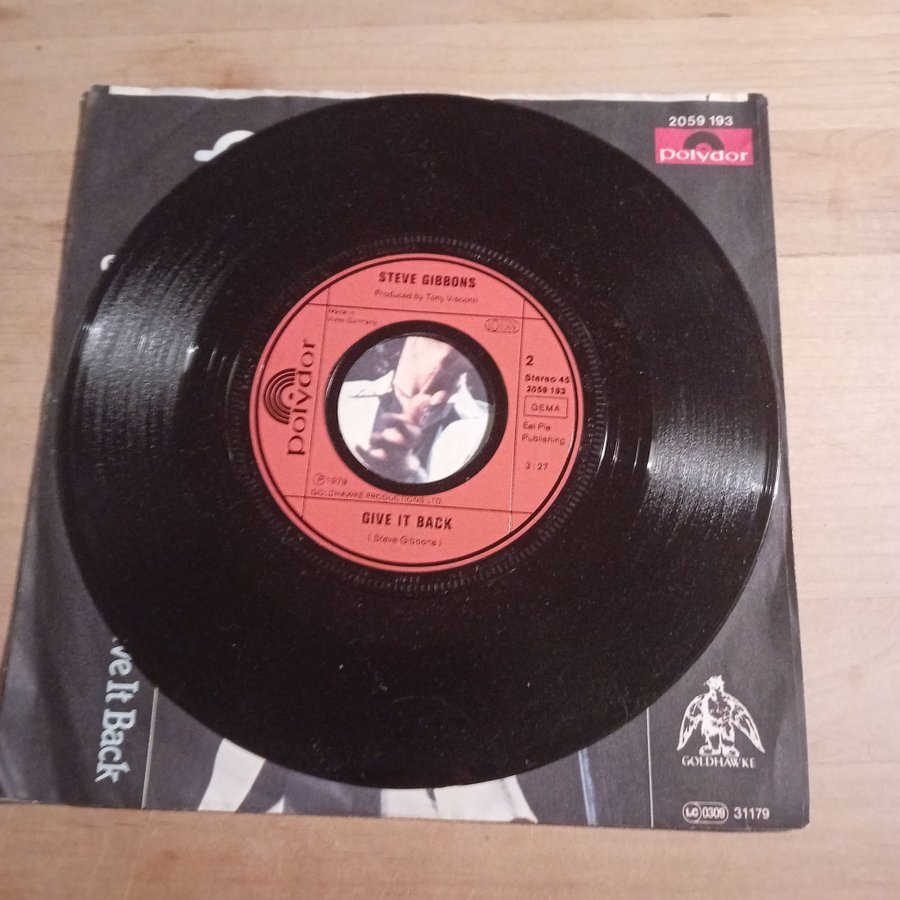 2059 193
polydor
STEVE GIBBONS
Produced by Tony Visconti
Made in
West Germany
polydor
2
Stereo 45
2059 193
GEMA
Eel Pie
Publishing
3:27
Ⓟ 1979
GOLDHAWKE PRODUCTIONS LTD.
GIVE IT BACK
(Steve Gibbons)
It Back
GOLDHAWKE
LC 0309 31179